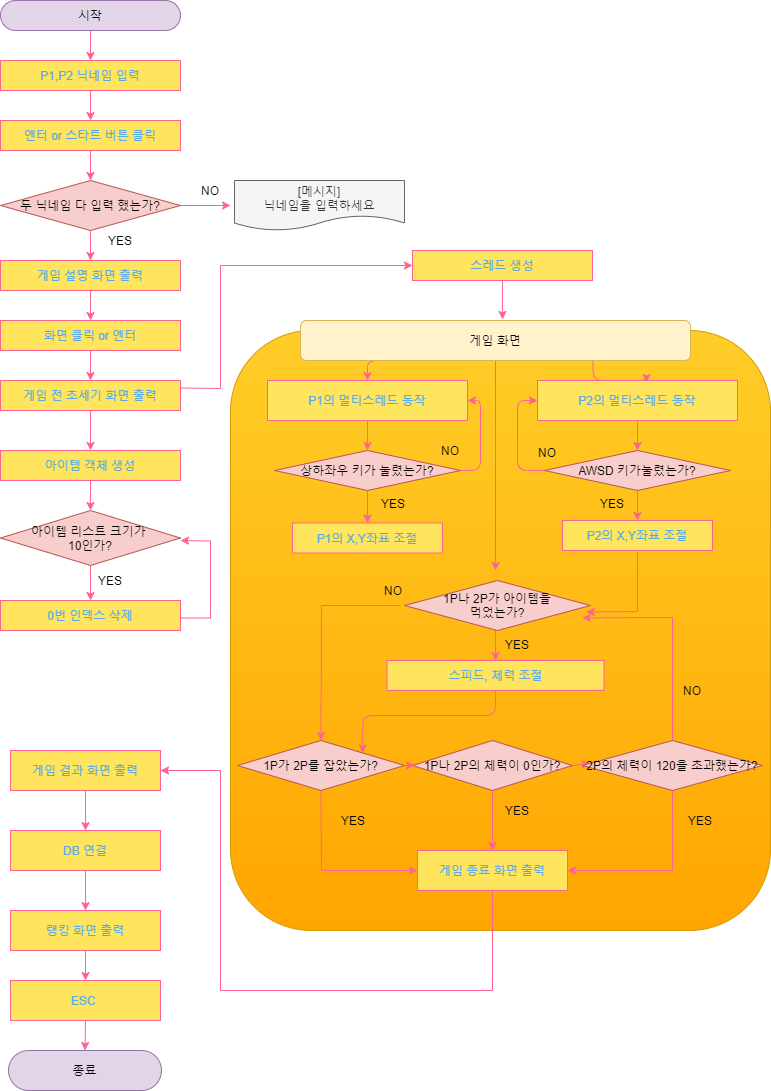 시작
P1,P2 닉네임 입력
엔터 or 스타트 버튼 클릭
두 닉네임 다 입력 했는가?
NO
[메시지]
닉네임을 입력하세요
YES
게임 설명 화면 출력
화면 클릭 or 엔터
게임 전 초세기 화면 출력
아이템 객체 생성
아이템 리스트 크기가
10인가?
YES
0번 인덱스 삭제
스레드 생성
게임 화면
P1의 멀티스레드 동작
P2의 멀티스레드 동작
NO
NO
상하좌우 키가 눌렸는가?
AWSD 키가눌렸는가?
YES
YES
P1의 X,Y좌표 조절
P2의 X,Y좌표 조절
NO
1P나 2P가 아이템을
먹었는가?
YES
스피드, 체력 조절
NO
1P가 2P를 잡았는가?
1P나 2P의 체력이 0인가?
2P의 체력이 120을 초과했는가?
YES
YES
YES
게임 종료 화면 출력
게임 결과 화면 출력
DB 연결
랭킹 화면 출력
ESC
종료